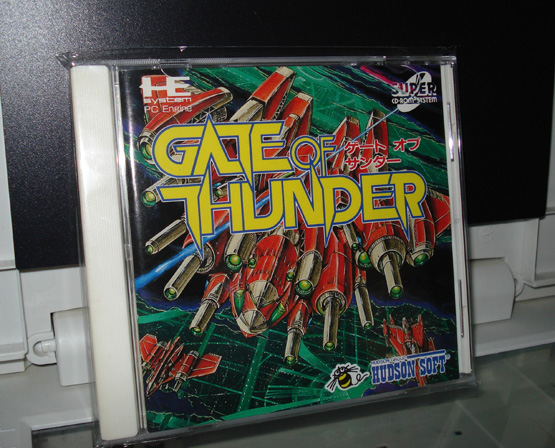 HE
system
PC Engine
SUPER
CD-ROM² SYSTEM
GATE OF
THUNDER
ゲート オブ
サンダー
HUDSON SOFT